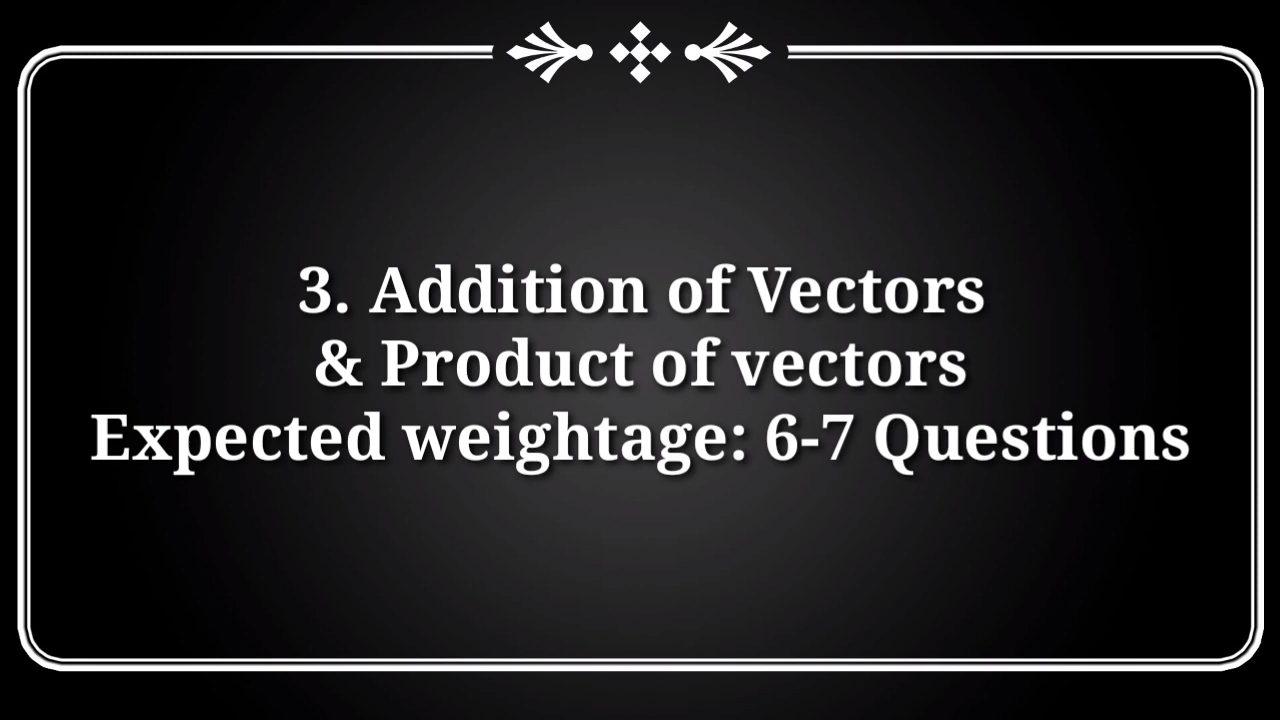 3. Addition of Vectors
& Product of vectors
Expected weightage: 6-7 Questions